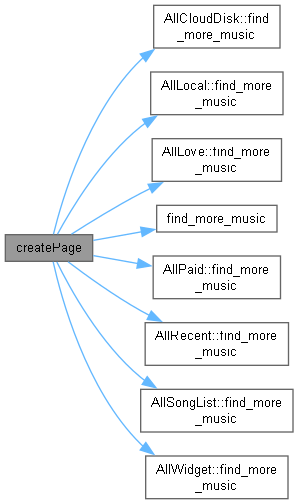 AllCloudDisk::find
_more_music
AllLocal::find_more
_music
AllLove::find_more
_music
createPage
find_more_music
AllPaid::find_more
_music
AllRecent::find_more
_music
AllSongList::find_more
_music
AllWidget::find_more
_music